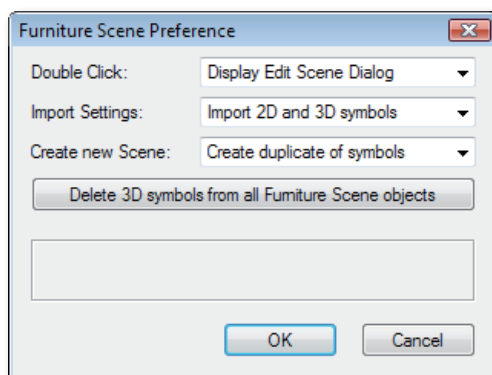 Furniture Scene Preference
Double Click: Display Edit Scene Dialog
Import Settings: Import 2D and 3D symbols
Create new Scene: Create duplicate of symbols
Delete 3D symbols from all Furniture Scene objects
OK Cancel